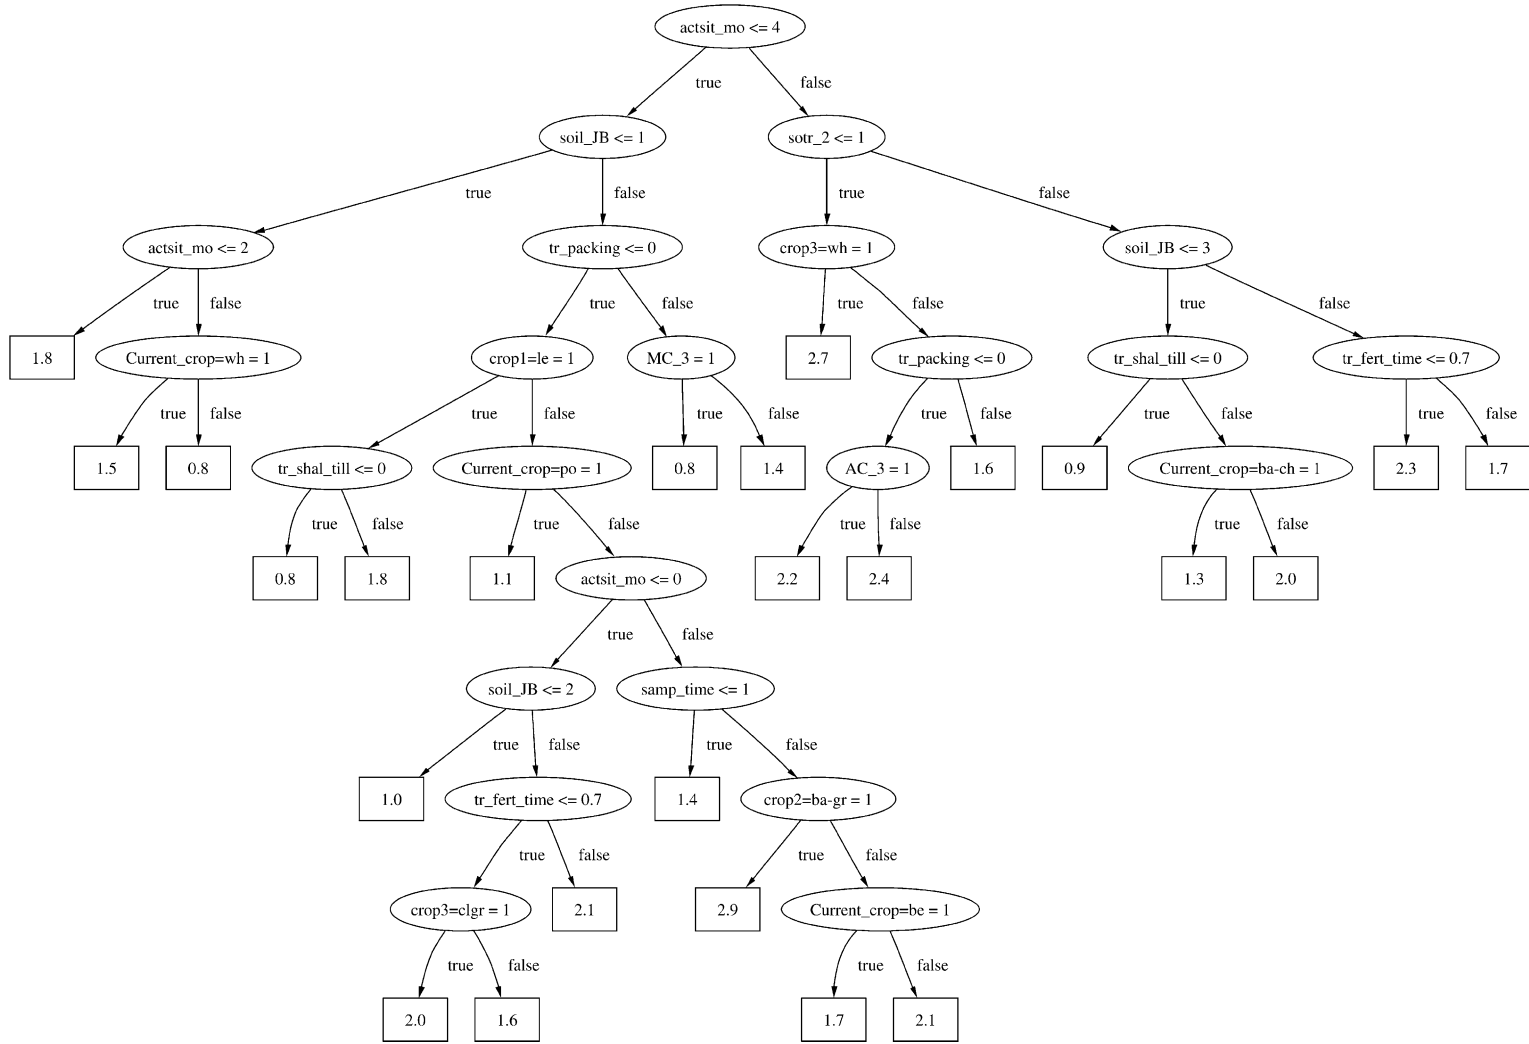 actsit_mo <= 4
true
false
soil_JB <= 1
sotr_2 <= 1
true
false
true
false
actsit_mo <= 2
tr_packing <= 0
crop3=wh = 1
soil_JB <= 3
true
false
true
false
true
false
true
false
1.8
Current_crop=wh = 1
crop1=le = 1
MC_3 = 1
2.7
tr_packing <= 0
tr_shal_till <= 0
tr_fert_time <= 0.7
true
false
true
false
true
false
true
false
true
false
true
false
1.5
0.8
tr_shal_till <= 0
Current_crop=po = 1
0.8
1.4
AC_3 = 1
1.6
0.9
Current_crop=ba-ch = 1
2.3
1.7
true
false
true
false
true
false
true
false
0.8
1.8
1.1
actsit_mo <= 0
2.2
2.4
1.3
2.0
true
false
soil_JB <= 2
samp_time <= 1
true
false
true
false
1.0
tr_fert_time <= 0.7
1.4
crop2=ba-gr = 1
true
false
true
false
crop3=clgr = 1
2.1
2.9
Current_crop=be = 1
true
false
true
false
2.0
1.6
1.7
2.1